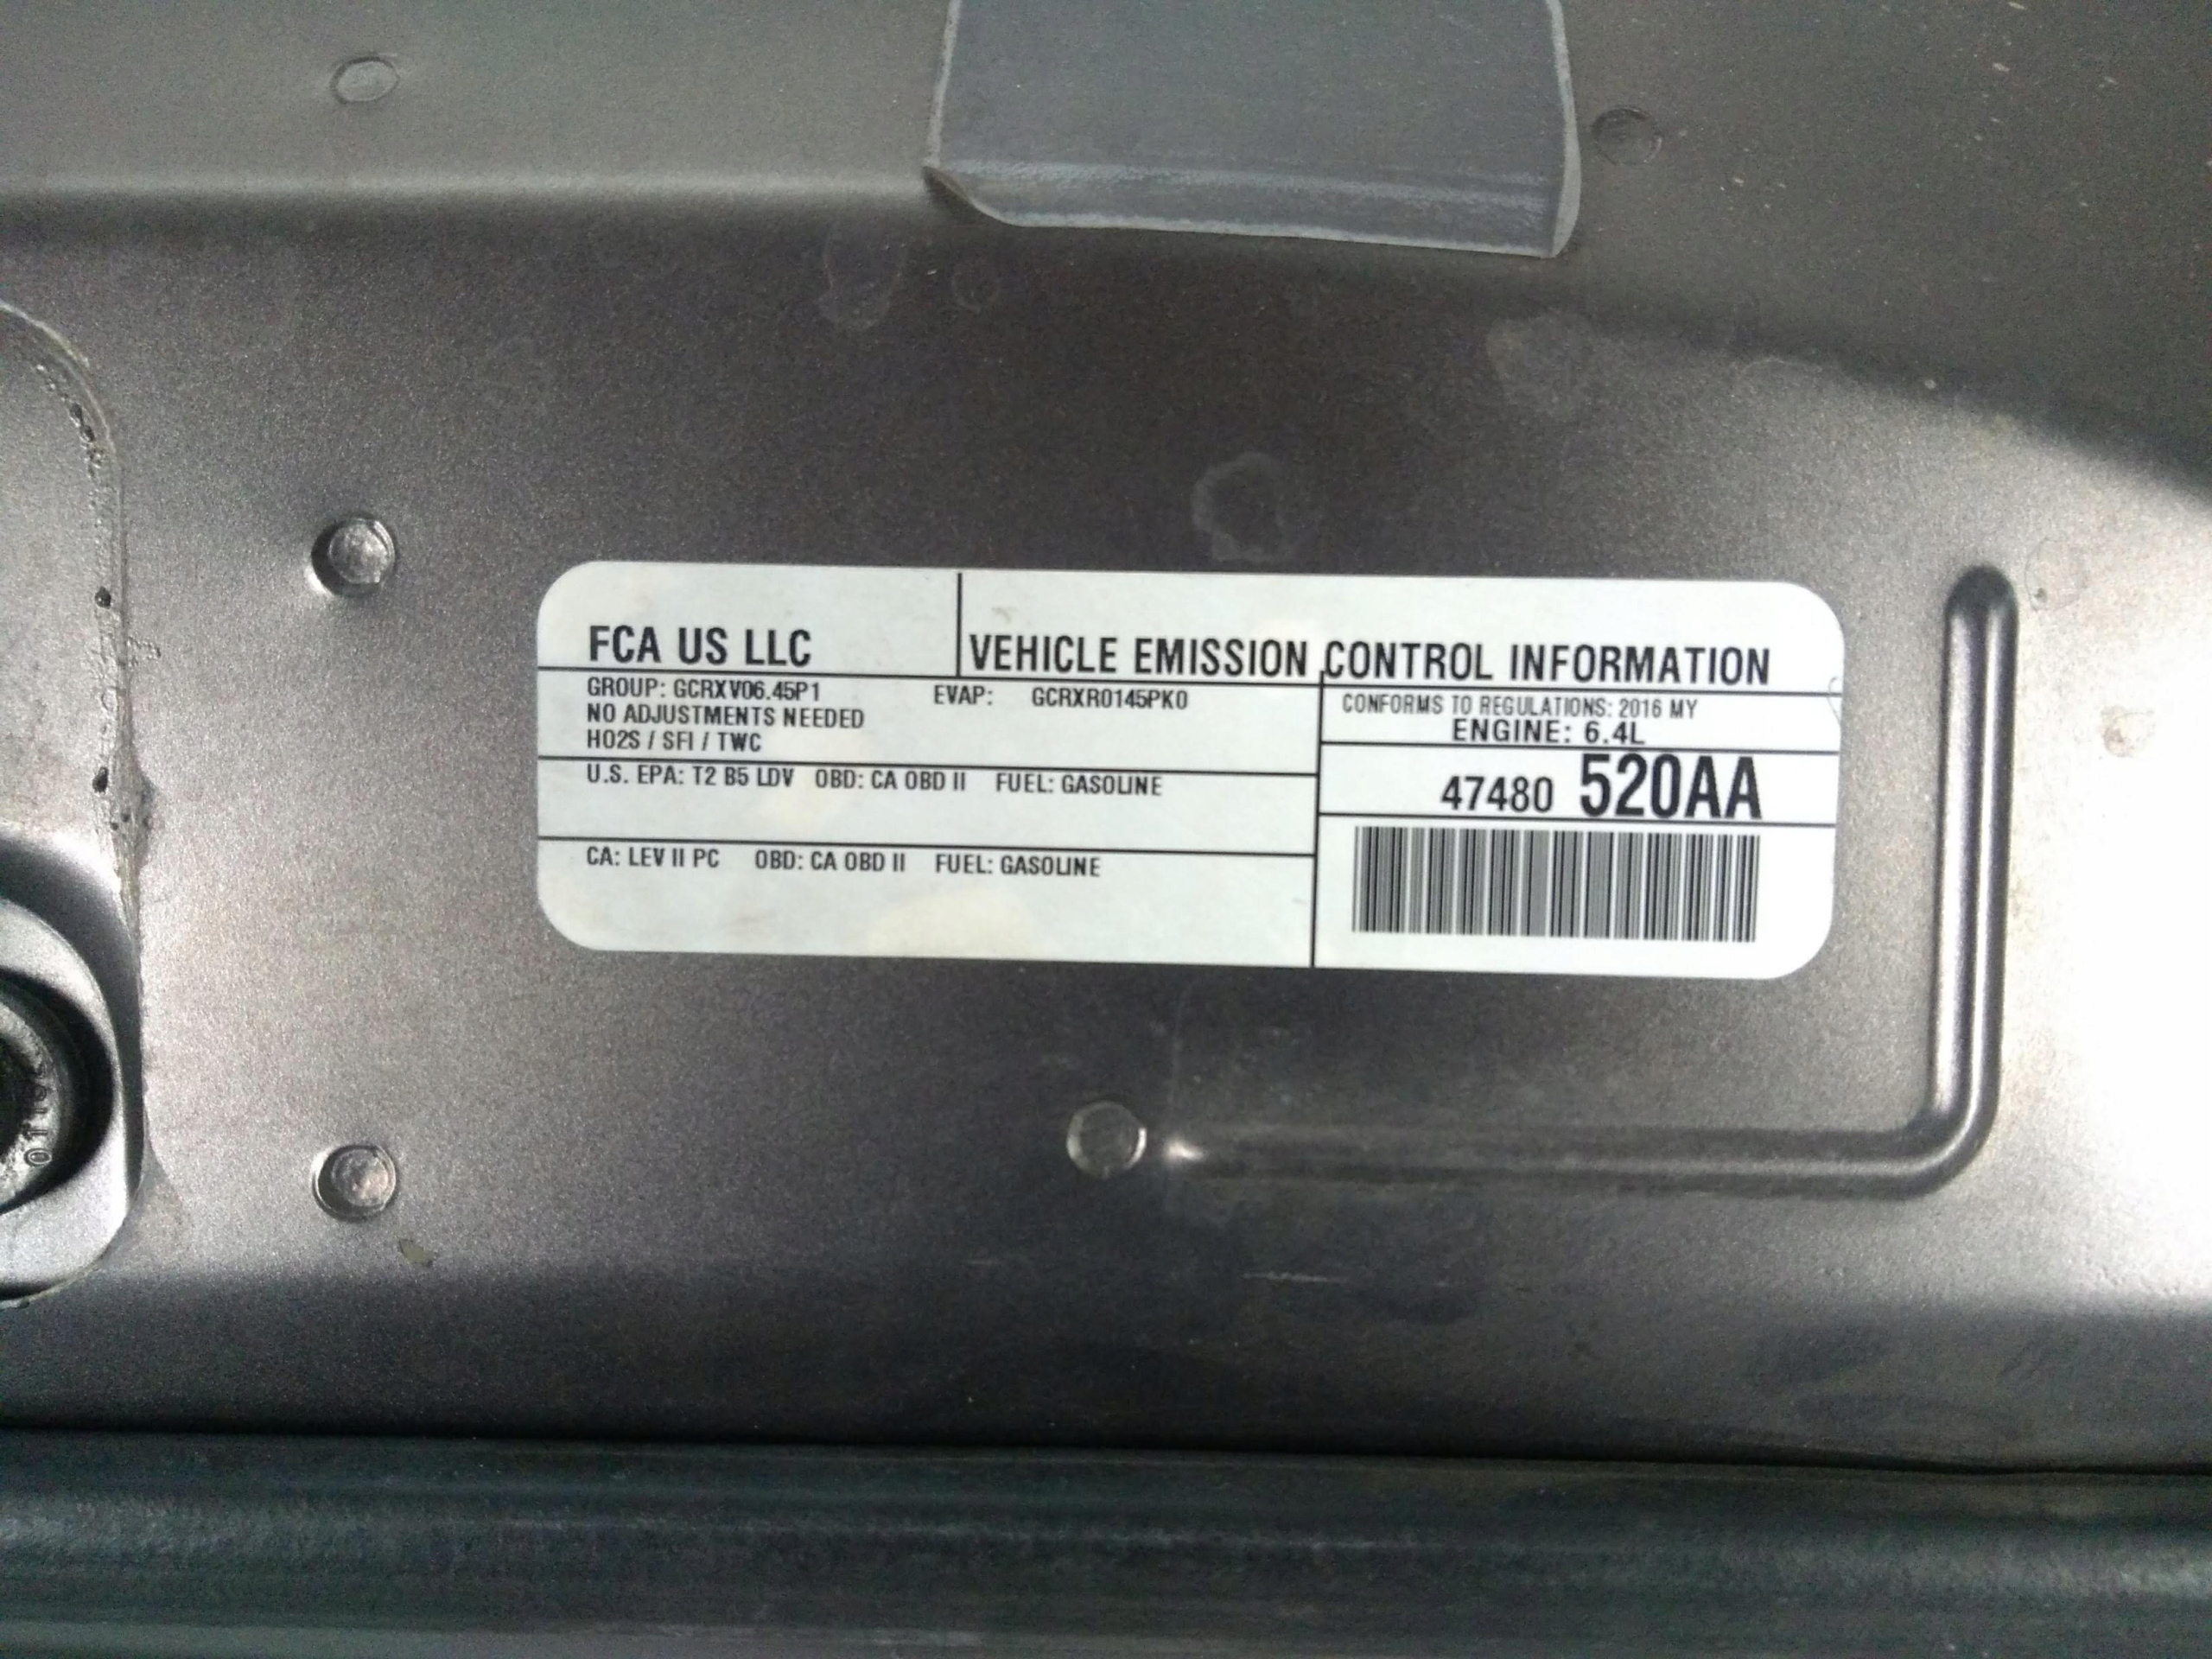 FCA US LLC
VEHICLE EMISSION CONTROL INFORMATION
GROUP: GCRXV06.45P1 EVAP: GCRXR0145PK0
NO ADJUSTMENTS NEEDED
HO2S / SFI / TWC
CONFORMS TO REGULATIONS: 2016 MY
ENGINE: 6.4L
U.S. EPA: T2 B5 LDV OBD: CA OBD II FUEL: GASOLINE
47480 520AA
CA: LEV II PC OBD: CA OBD II FUEL: GASOLINE